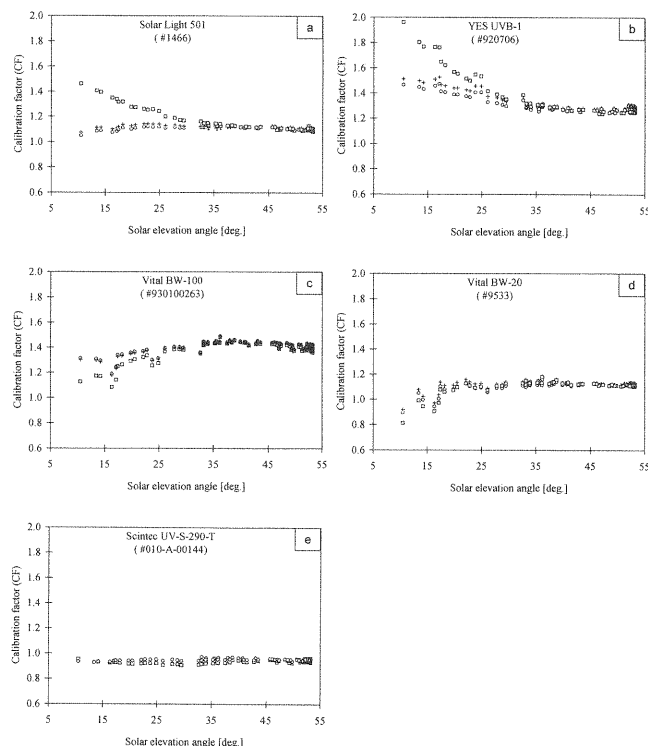 Solar Light 501
a
( #1466)
Calibration factor (CF)
2.0
1.8
1.6
1.4
1.2
1.0
0.8
0.6
5 15 25 35 45 55
Solar elevation angle [deg.]
YES UVB-1
b
(#920706)
Calibration factor (CF)
2.0
1.8
1.6
1.4
1.2
1.0
0.8
0.6
5 15 25 35 45 55
Solar elevation angle [deg.]
Vital BW-100
c
(#930100263)
Calibration factor (CF)
2.0
1.8
1.6
1.4
1.2
1.0
0.8
0.6
5 15 25 35 45 55
Solar elevation angle [deg.]
Vital BW-20
d
( #9533)
Calibration factor (CF)
2.0
1.8
1.6
1.4
1.2
1.0
0.8
0.6
5 15 25 35 45 55
Solar elevation angle [deg.]
Scintec UV-S-290-T
e
( #010-A-00144)
Calibration factor (CF)
2.0
1.8
1.6
1.4
1.2
1.0
0.8
0.6
5 15 25 35 45 55
Solar elevation angle [deg.]